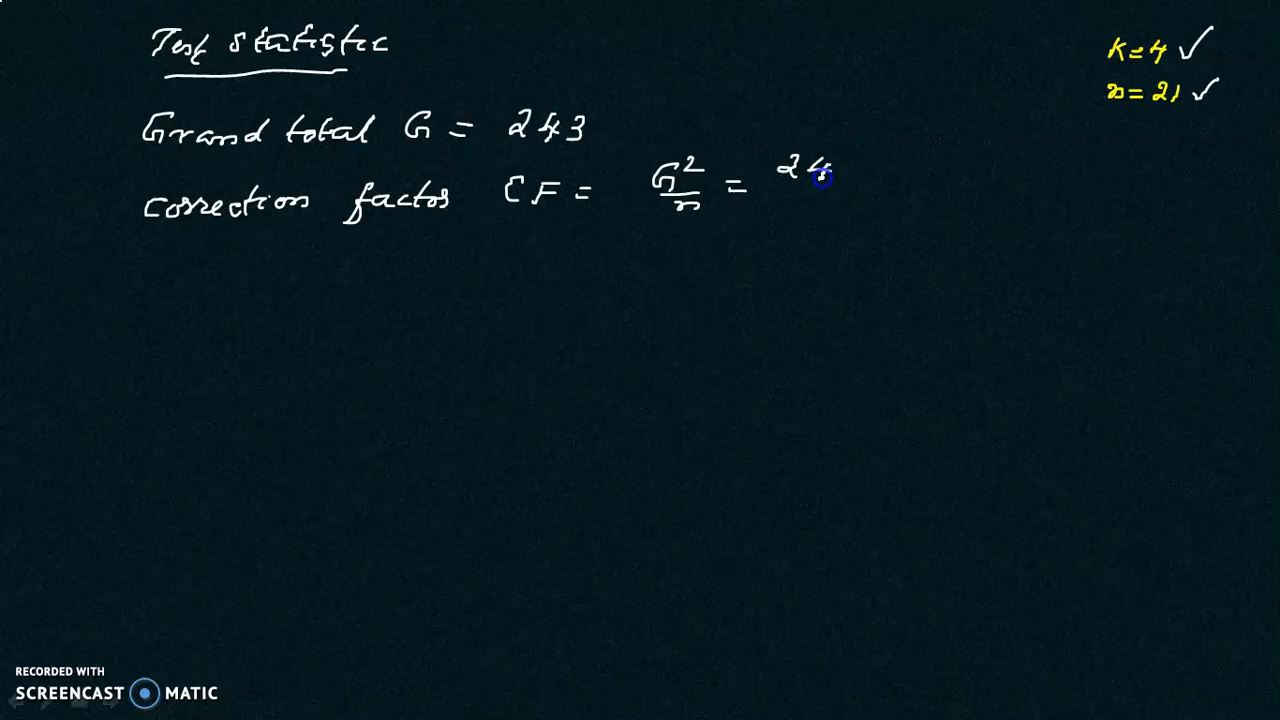 Test statistic
K=4 ✓
n=21 ✓
Grand total G = 243
correction factor CF = G²/n = 24
RECORDED WITH
SCREENCAST MATIC